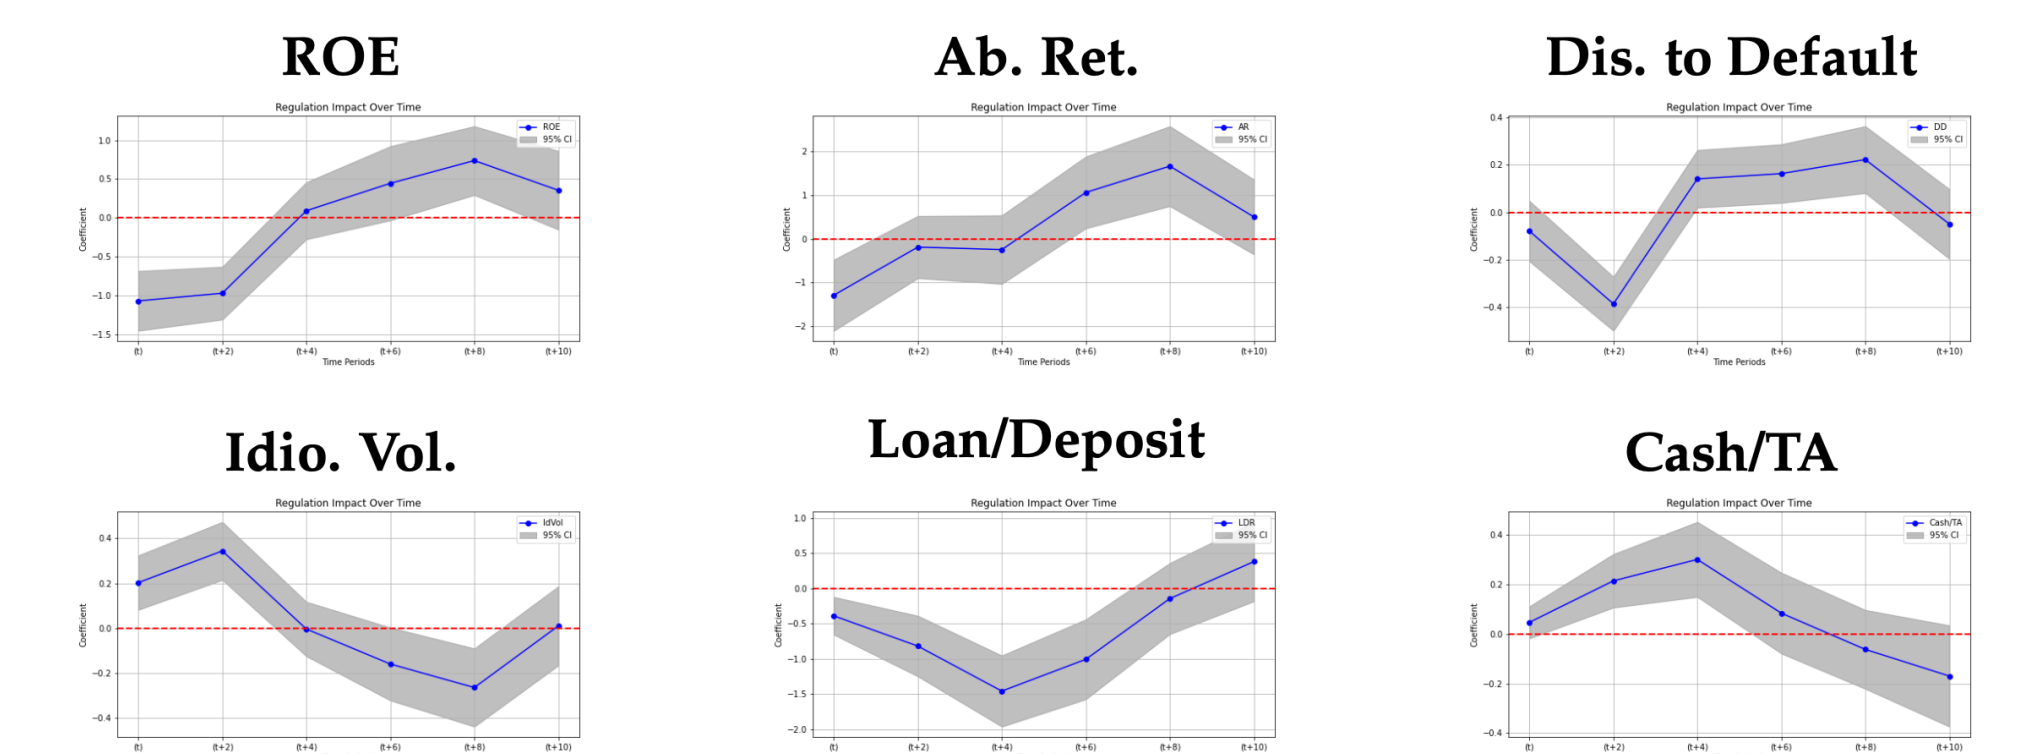 ROE
Regulation Impact Over Time
ROE
95% CI
1.0
0.5
0.0
−0.5
−1.0
−1.5
Coefficient
(t) (t+2) (t+4) (t+6) (t+8) (t+10)
Time Periods
Ab. Ret.
Regulation Impact Over Time
AR
95% CI
2
1
0
−1
−2
Coefficient
(t) (t+2) (t+4) (t+6) (t+8) (t+10)
Time Periods
Dis. to Default
Regulation Impact Over Time
DD
95% CI
0.4
0.2
0.0
−0.2
−0.4
Coefficient
(t) (t+2) (t+4) (t+6) (t+8) (t+10)
Time Periods
Idio. Vol.
Regulation Impact Over Time
IdVol
95% CI
0.4
0.2
0.0
−0.2
−0.4
Coefficient
(t) (t+2) (t+4) (t+6) (t+8) (t+10)
Loan/Deposit
Regulation Impact Over Time
LDR
95% CI
1.0
0.5
0.0
−0.5
−1.0
−1.5
−2.0
Coefficient
(t) (t+2) (t+4) (t+6) (t+8) (t+10)
Cash/TA
Regulation Impact Over Time
Cash/TA
95% CI
0.4
0.2
0.0
−0.2
−0.4
Coefficient
(t) (t+2) (t+4) (t+6) (t+8) (t+10)